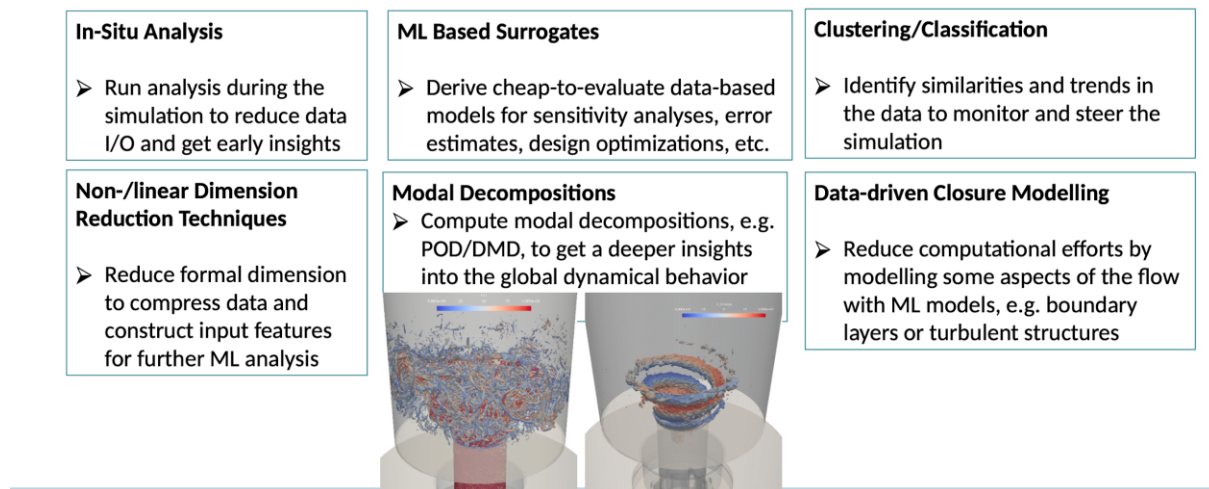 In-Situ Analysis
➢ Run analysis during the
simulation to reduce data
I/O and get early insights
ML Based Surrogates
➢ Derive cheap-to-evaluate data-based
models for sensitivity analyses, error
estimates, design optimizations, etc.
Clustering/Classification
➢ Identify similarities and trends in
the data to monitor and steer the
simulation
Non-/linear Dimension
Reduction Techniques
➢ Reduce formal dimension
to compress data and
construct input features
for further ML analysis
Modal Decompositions
➢ Compute modal decompositions, e.g.
POD/DMD, to get a deeper insights
into the global dynamical behavior
Data-driven Closure Modelling
➢ Reduce computational efforts by
modelling some aspects of the flow
with ML models, e.g. boundary
layers or turbulent structures